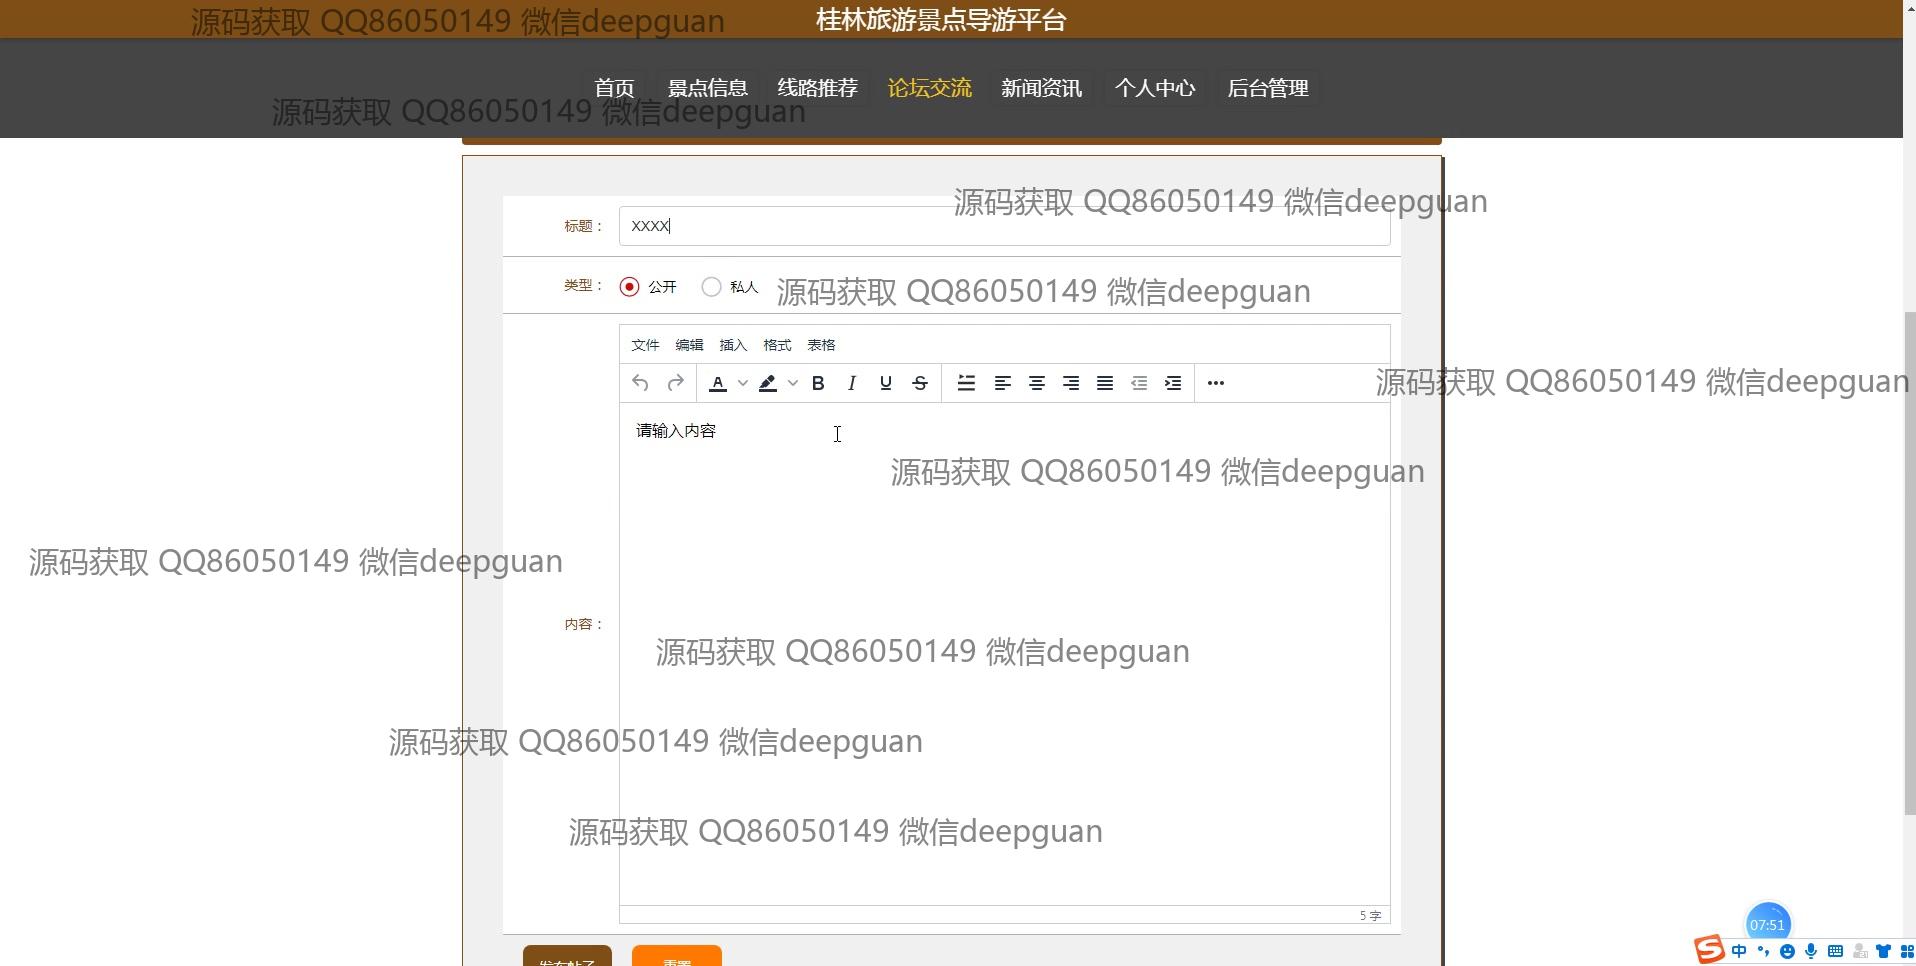 源码获取 QQ86050149 微信deepguan
桂林旅游景点导游平台
首页 景点信息 线路推荐 论坛交流 新闻资讯 个人中心 后台管理
源码获取 QQ86050149 微信deepguan
源码获取 QQ86050149 微信deepguan
标题： XXXX
类型： 公开 私人
源码获取 QQ86050149 微信deepguan
文件 编辑 插入 格式 表格
源码获取 QQ86050149 微信deepguan
请输入内容
源码获取 QQ86050149 微信deepguan
源码获取 QQ86050149 微信deepguan
内容：
源码获取 QQ86050149 微信deepguan
源码获取 QQ86050149 微信deepguan
源码获取 QQ86050149 微信deepguan
5 字
07:51
中
发布帖子 重置